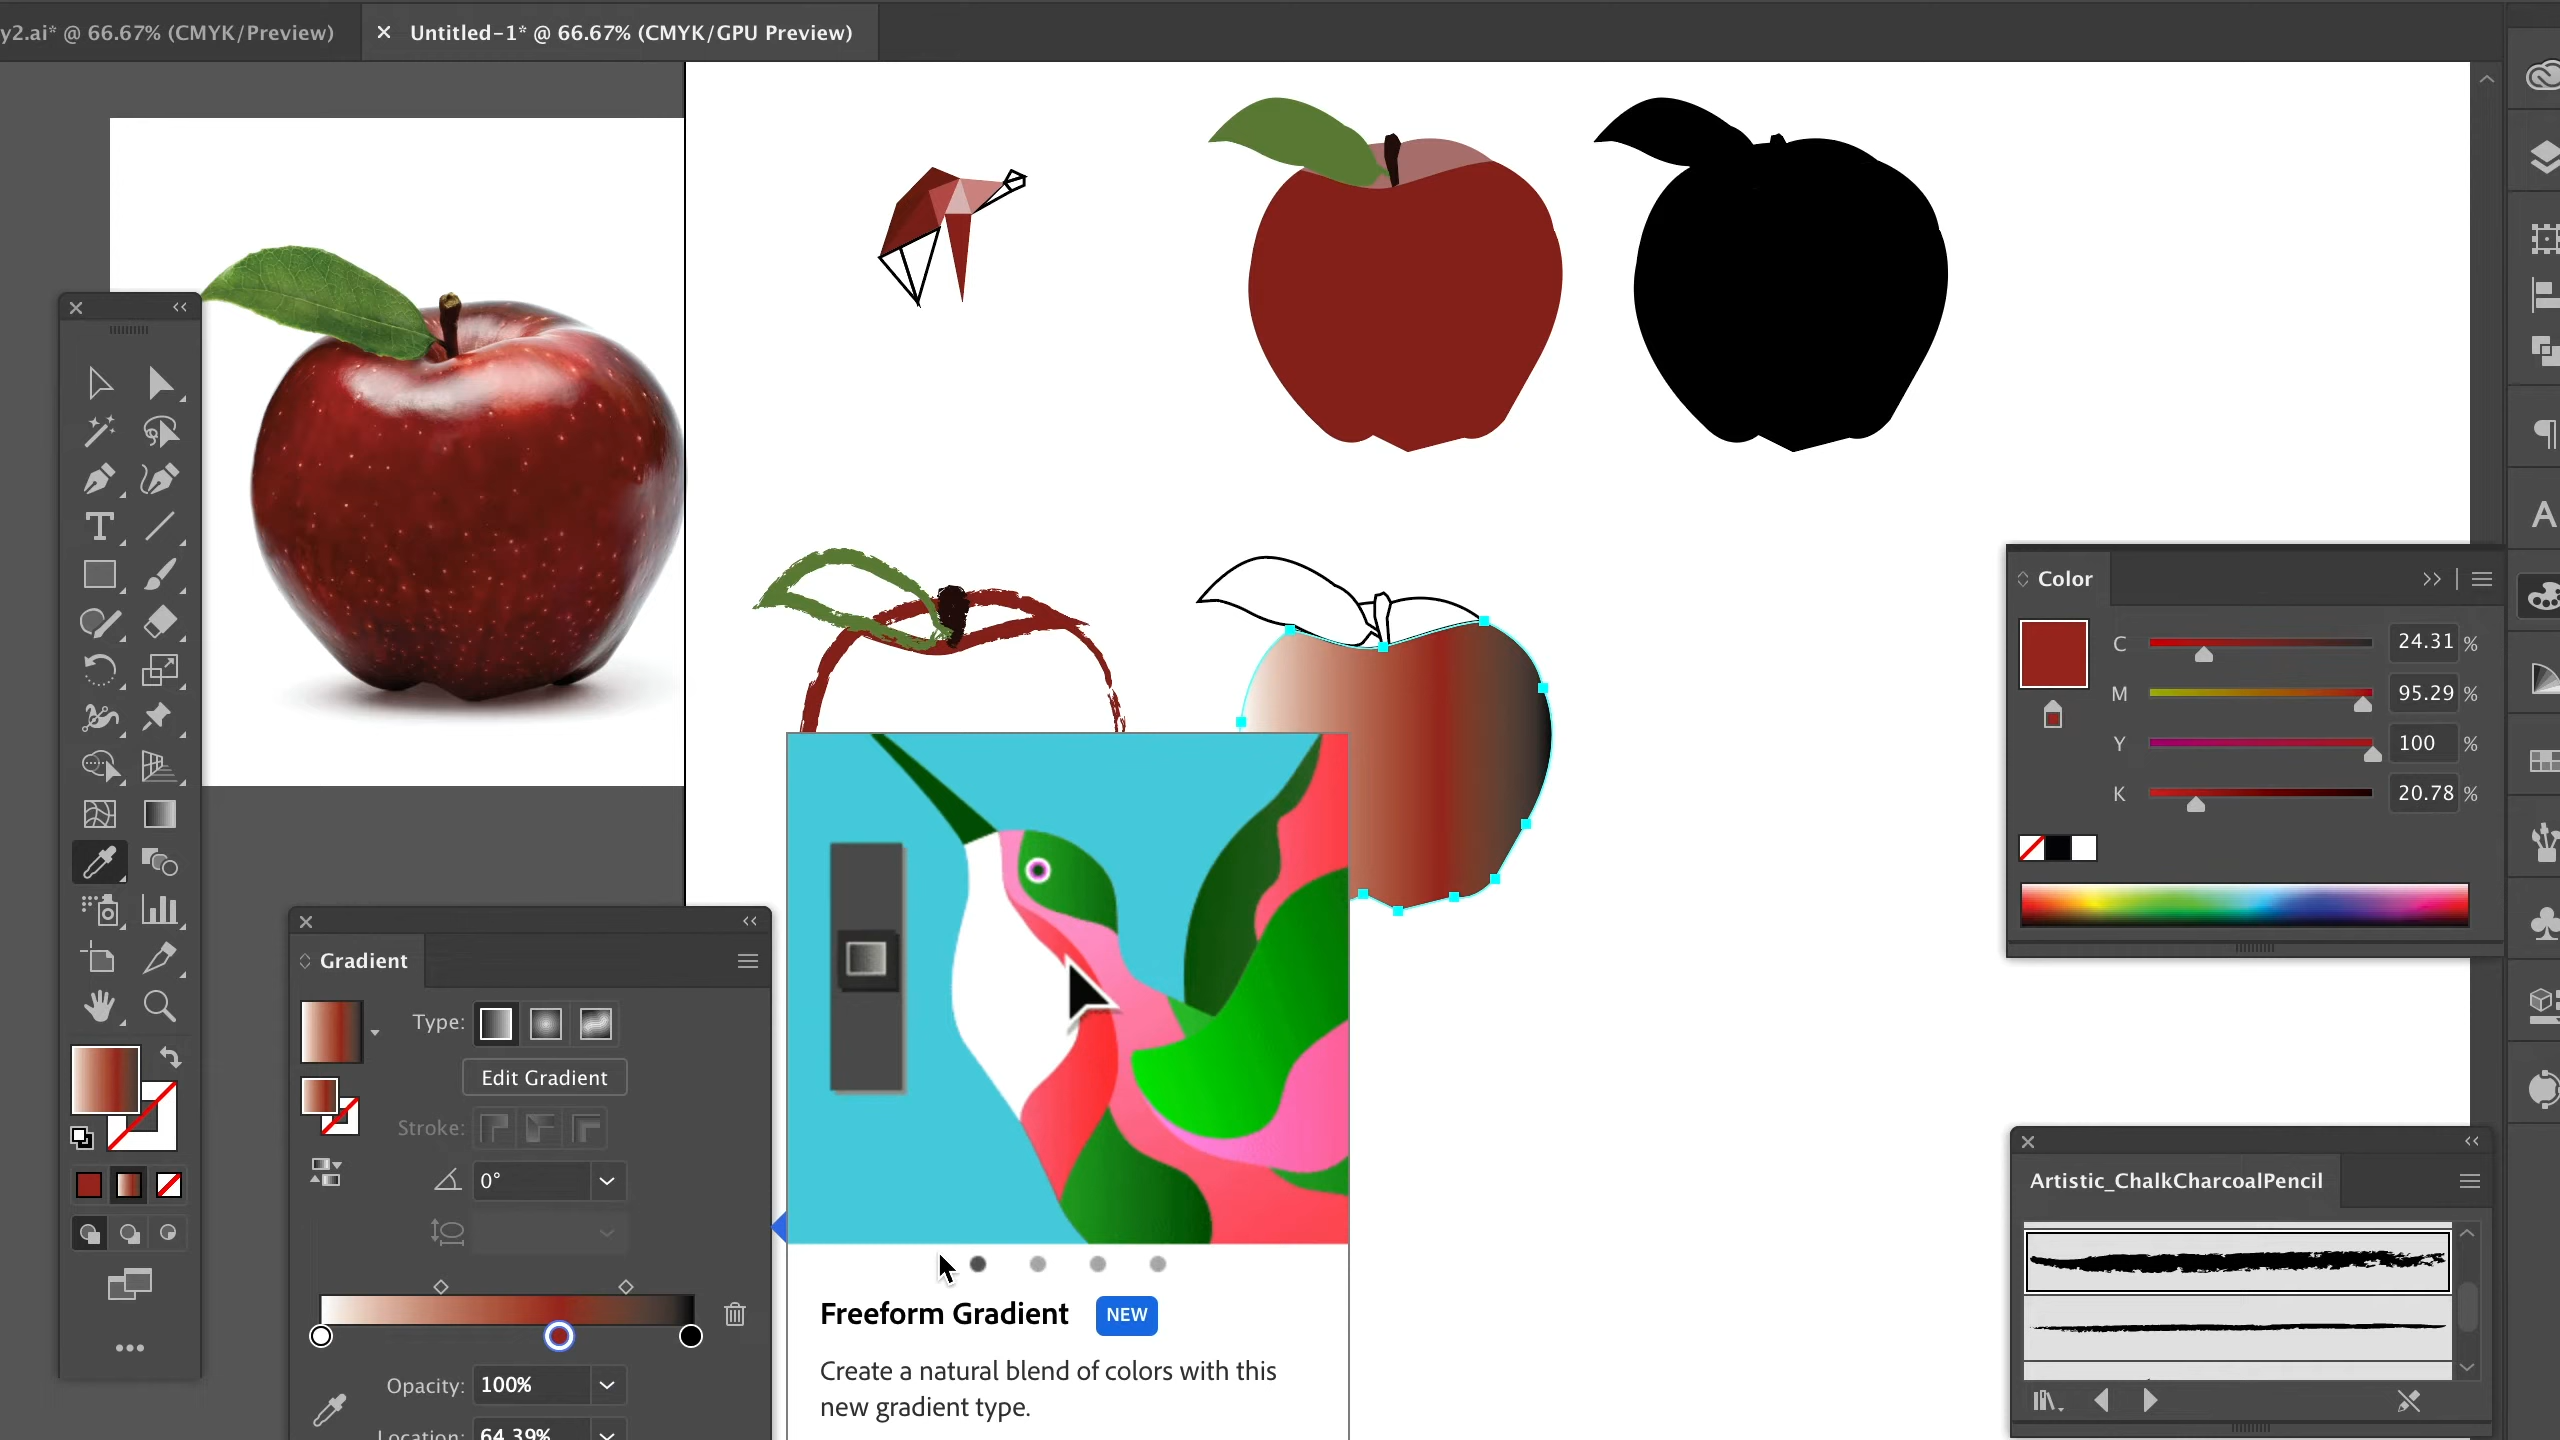 y2.ai* @ 66.67% (CMYK/Preview)
× Untitled-1* @ 66.67% (CMYK/GPU Preview)
Color
C 24.31 %
M 95.29 %
Y 100 %
K 20.78 %
Gradient
Type:
Edit Gradient
Stroke:
0°
Opacity: 100%
Location: 64.39%
Freeform Gradient NEW
Create a natural blend of colors with this
new gradient type.
Artistic_ChalkCharcoalPencil